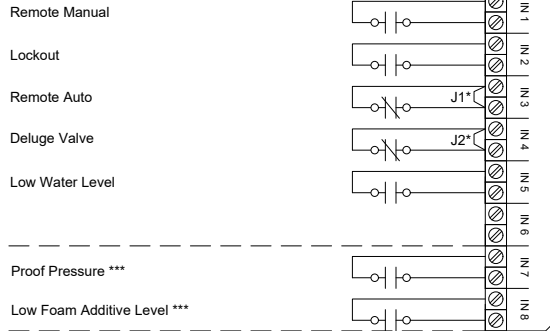 Remote Manual
IN 1
Lockout
IN 2
Remote Auto
J1*
IN 3
Deluge Valve
J2*
IN 4
Low Water Level
IN 5
IN 6
Proof Pressure ***
IN 7
Low Foam Additive Level ***
IN 8